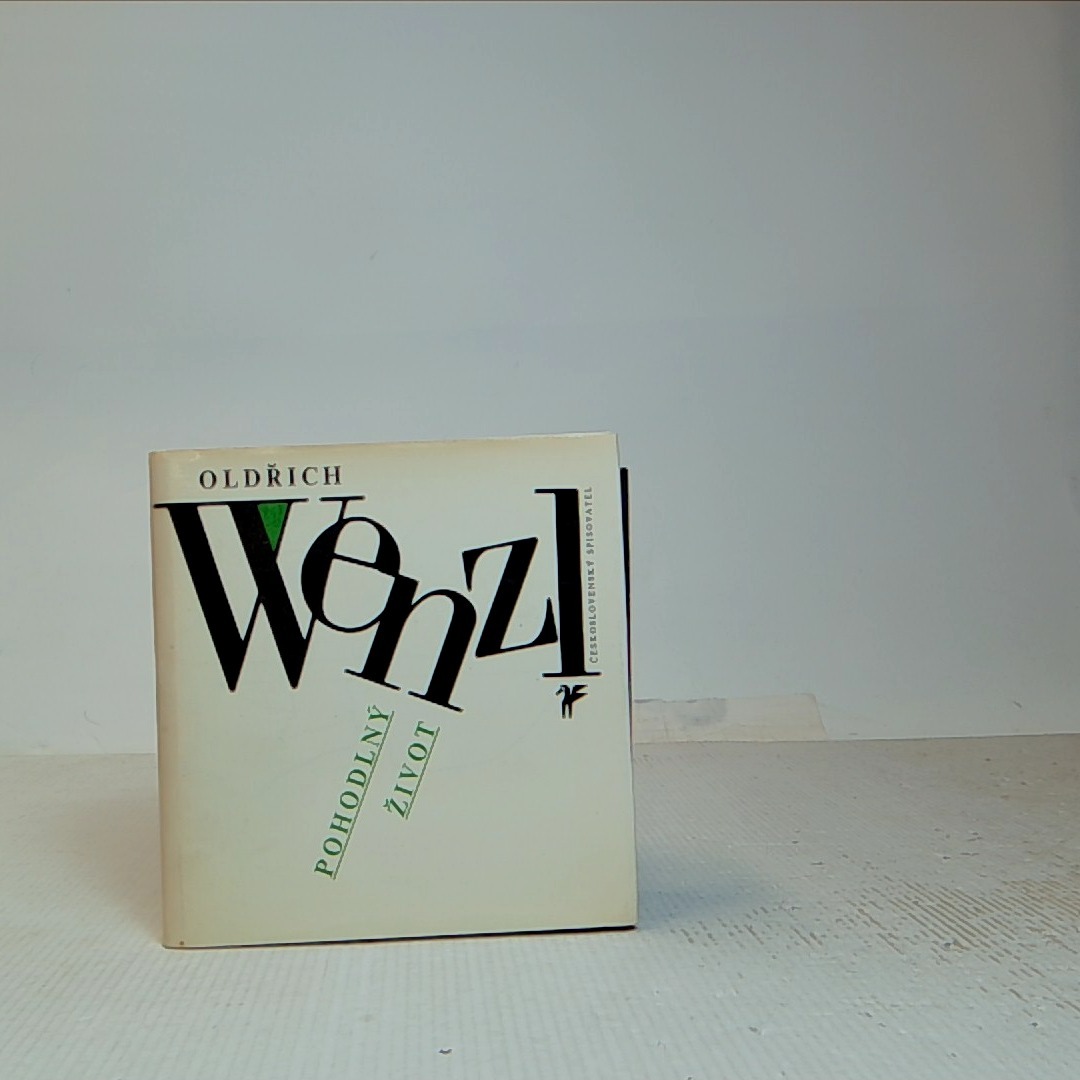 OLDŘICH
Wenzl
ČESKOSLOVENSKÝ SPISOVATEL
POHODLNÝ
ŽIVOT